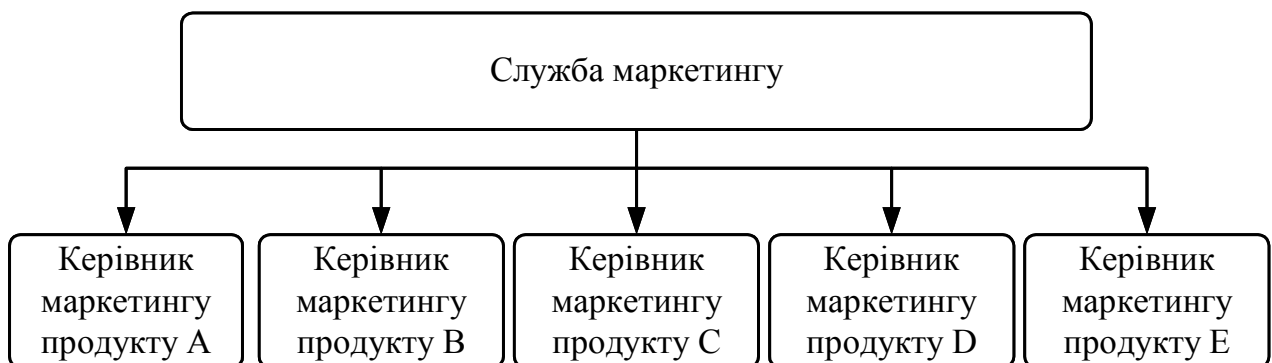 Служба маркетингу
Керівник
маркетингу
продукту A
Керівник
маркетингу
продукту B
Керівник
маркетингу
продукту C
Керівник
маркетингу
продукту D
Керівник
маркетингу
продукту E